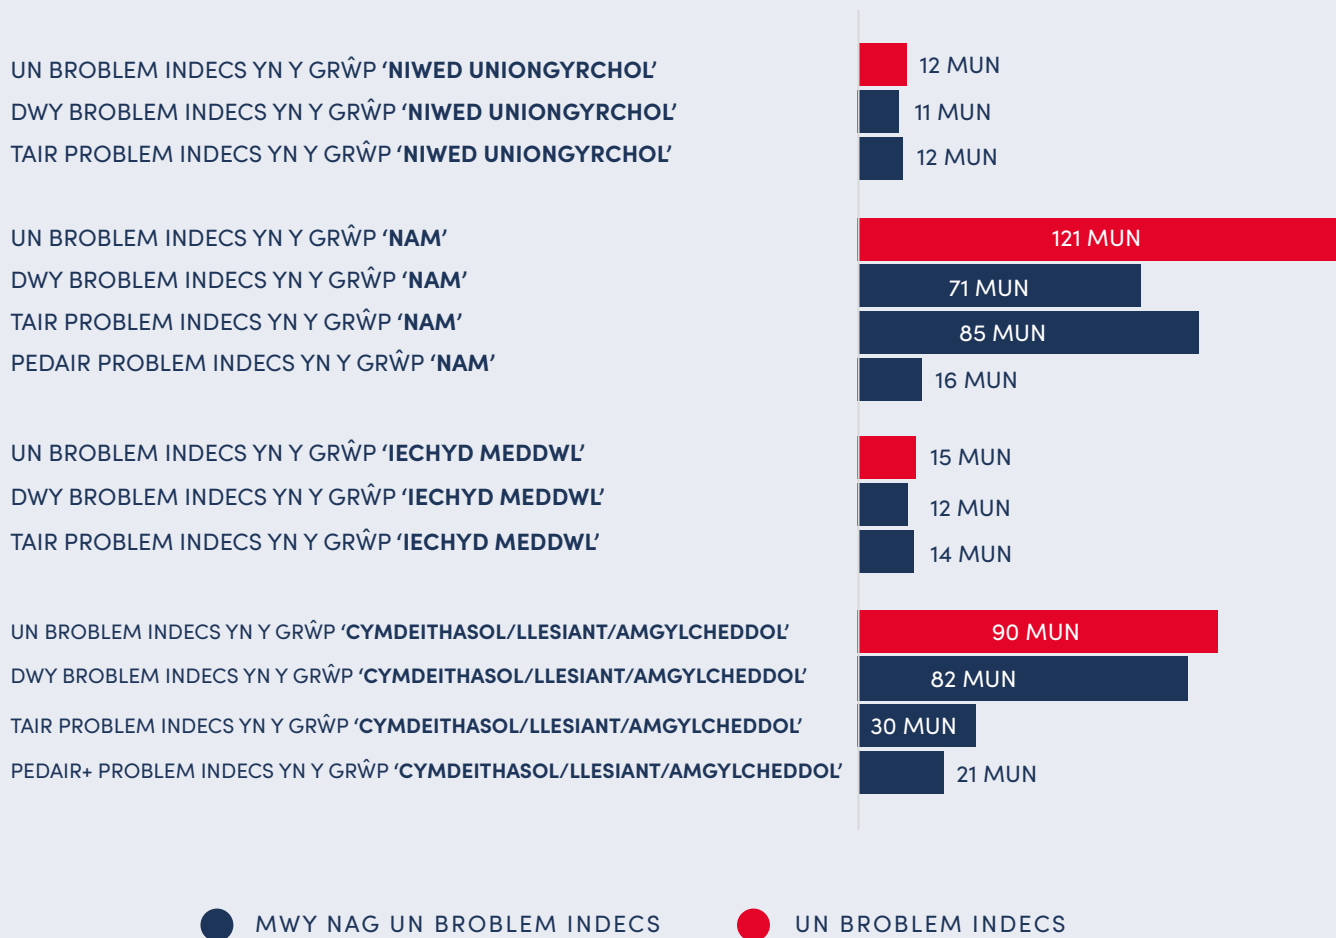 UN BROBLEM INDECS YN Y GRŴP ‘NIWED UNIONGYRCHOL’ 12 MUN
DWY BROBLEM INDECS YN Y GRŴP ‘NIWED UNIONGYRCHOL’ 11 MUN
TAIR PROBLEM INDECS YN Y GRŴP ‘NIWED UNIONGYRCHOL’ 12 MUN
UN BROBLEM INDECS YN Y GRŴP ‘NAM’ 121 MUN
DWY BROBLEM INDECS YN Y GRŴP ‘NAM’ 71 MUN
TAIR PROBLEM INDECS YN Y GRŴP ‘NAM’ 85 MUN
PEDAIR PROBLEM INDECS YN Y GRŴP ‘NAM’ 16 MUN
UN BROBLEM INDECS YN Y GRŴP ‘IECHYD MEDDWL’ 15 MUN
DWY BROBLEM INDECS YN Y GRŴP ‘IECHYD MEDDWL’ 12 MUN
TAIR PROBLEM INDECS YN Y GRŴP ‘IECHYD MEDDWL’ 14 MUN
UN BROBLEM INDECS YN Y GRŴP ‘CYMDEITHASOL/LLESIANT/AMGYLCHEDDOL’ 90 MUN
DWY BROBLEM INDECS YN Y GRŴP ‘CYMDEITHASOL/LLESIANT/AMGYLCHEDDOL’ 82 MUN
TAIR PROBLEM INDECS YN Y GRŴP ‘CYMDEITHASOL/LLESIANT/AMGYLCHEDDOL’ 30 MUN
PEDAIR+ PROBLEM INDECS YN Y GRŴP ‘CYMDEITHASOL/LLESIANT/AMGYLCHEDDOL’ 21 MUN
MWY NAG UN BROBLEM INDECS UN BROBLEM INDECS